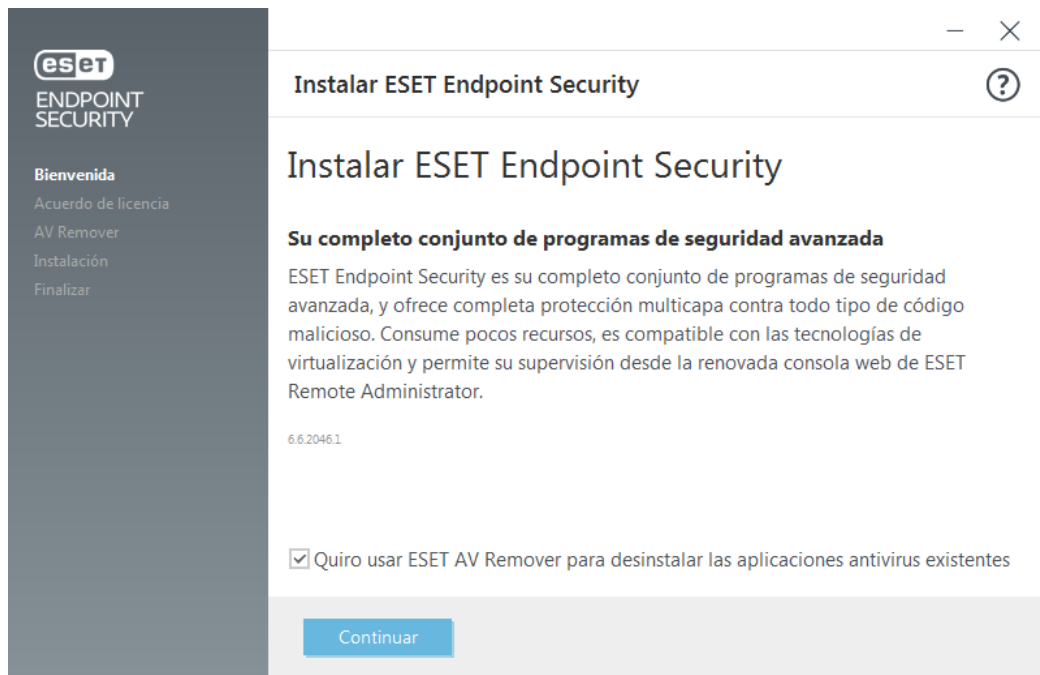 eset
ENDPOINT
SECURITY
Bienvenida
Acuerdo de licencia
AV Remover
Instalación
Finalizar
Instalar ESET Endpoint Security
Instalar ESET Endpoint Security
Su completo conjunto de programas de seguridad avanzada
ESET Endpoint Security es su completo conjunto de programas de seguridad
avanzada, y ofrece completa protección multicapa contra todo tipo de código
malicioso. Consume pocos recursos, es compatible con las tecnologías de
virtualización y permite su supervisión desde la renovada consola web de ESET
Remote Administrator.
6.6.2046.1
Quiro usar ESET AV Remover para desinstalar las aplicaciones antivirus existentes
Continuar